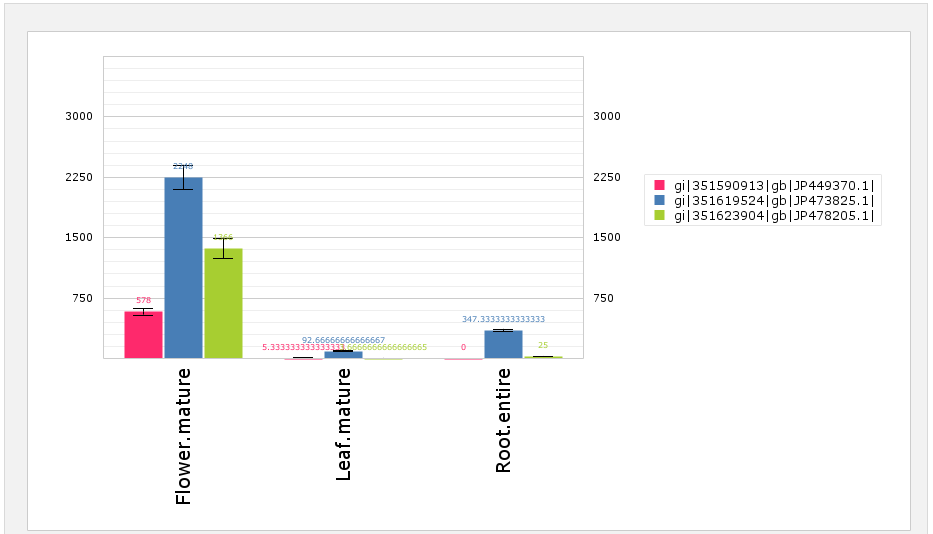 3000
2250
1500
750
3000
2250
1500
750
578
2240
5.333333333333333
92.66666666666667
0
347.3333333333333
25
Flower.mature
Leaf.mature
Root.entire
gi|351590913|gb|JP449370.1|
gi|351619524|gb|JP473825.1|
gi|351623904|gb|JP478205.1|